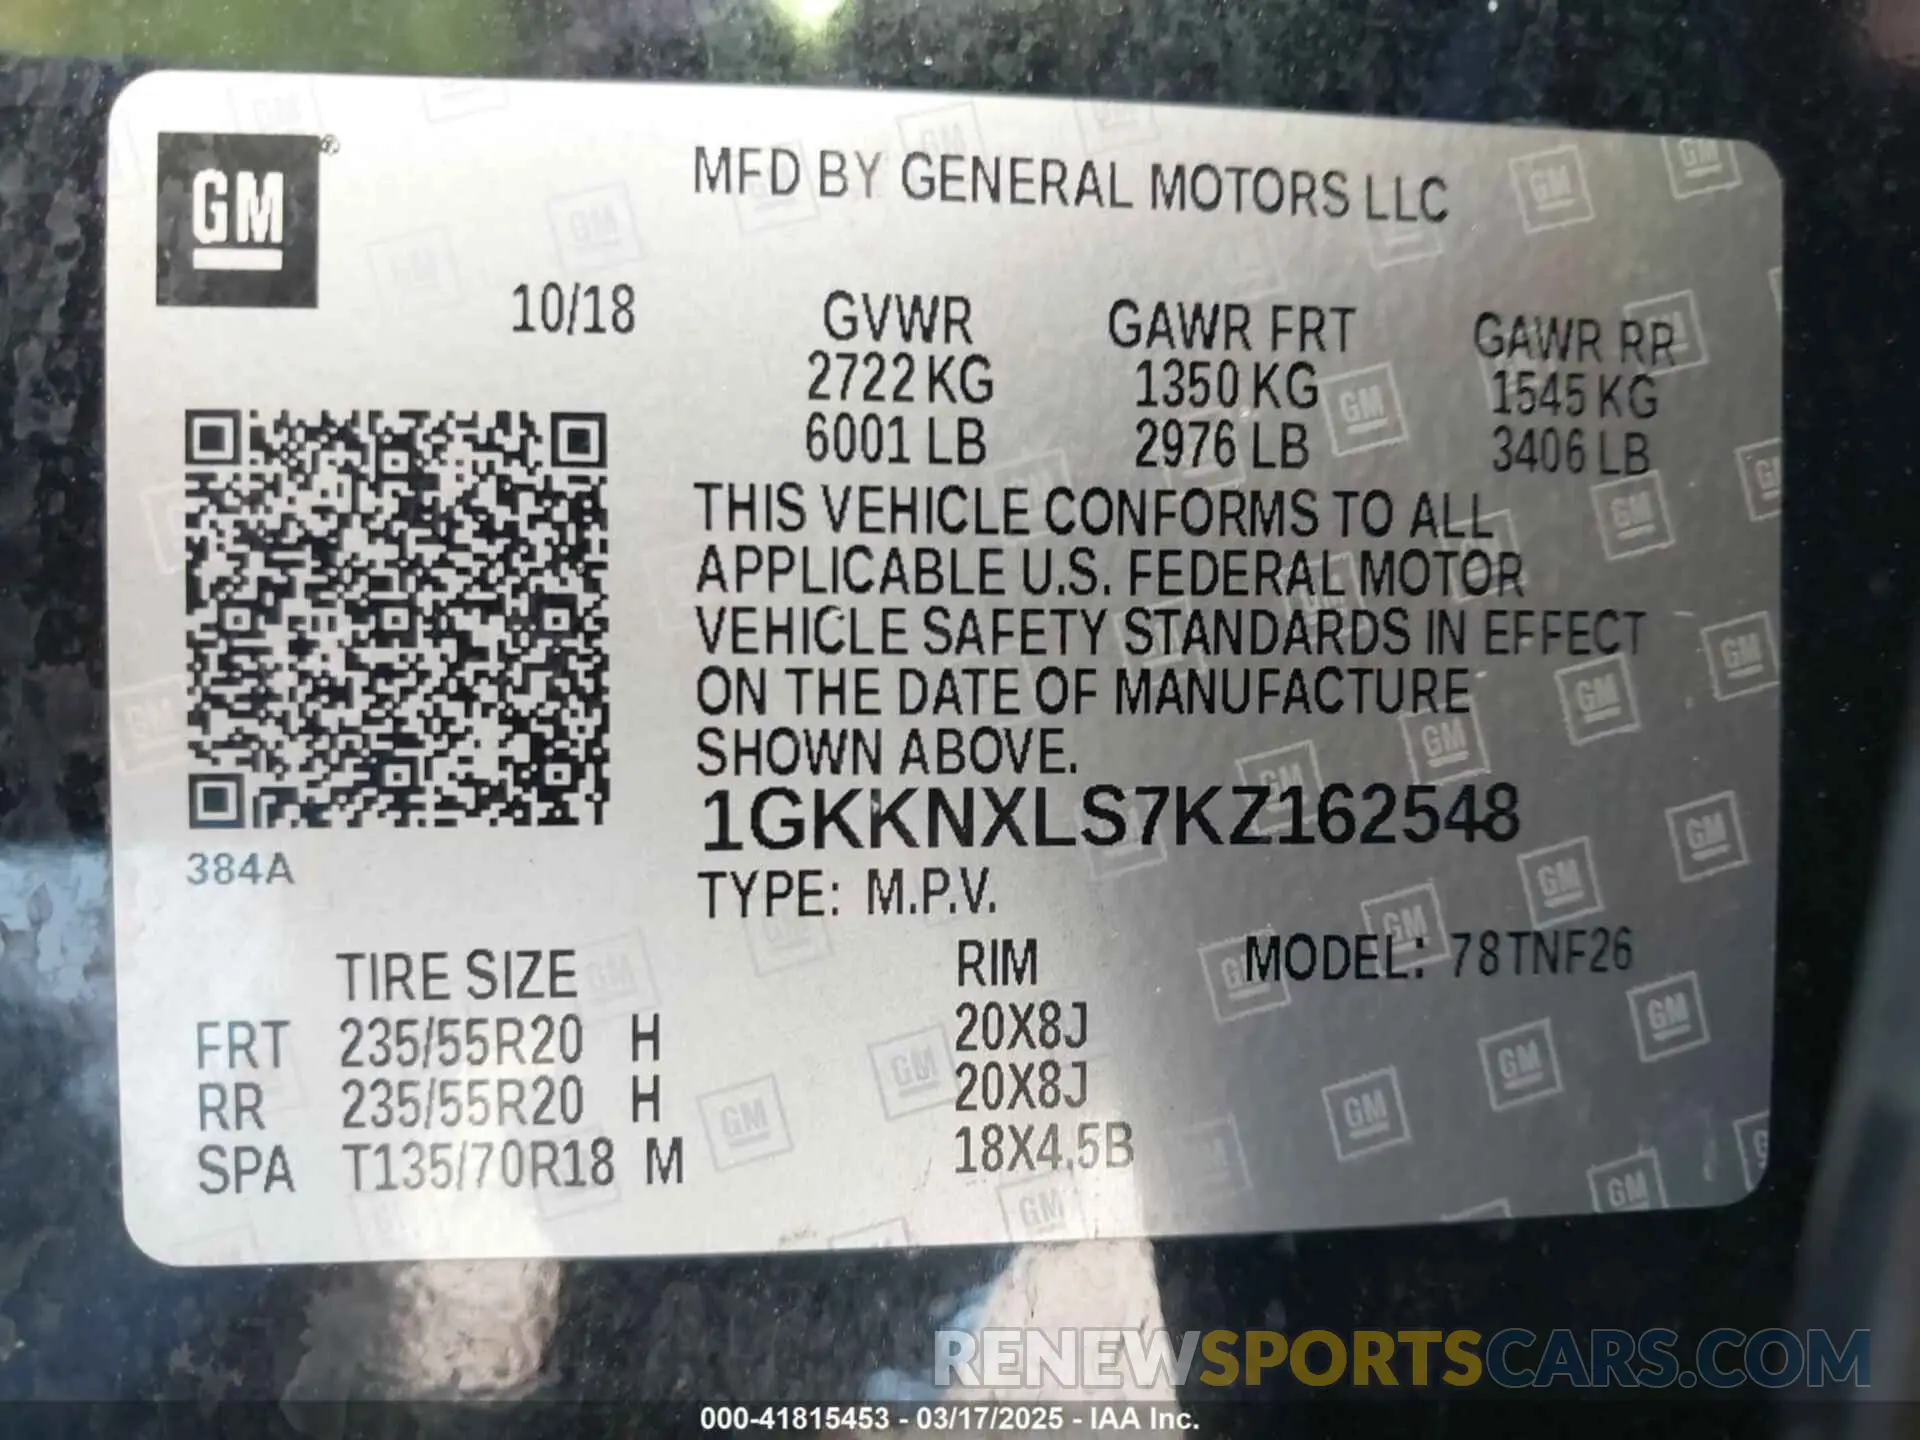 GM®
MFD BY GENERAL MOTORS LLC
10/18 GVWR GAWR FRT GAWR RR
2722 KG 1350 KG 1545 KG
6001 LB 2976 LB 3406 LB
THIS VEHICLE CONFORMS TO ALL
APPLICABLE U.S. FEDERAL MOTOR
VEHICLE SAFETY STANDARDS IN EFFECT
ON THE DATE OF MANUFACTURE
SHOWN ABOVE.
1GKKNXLS7KZ162548
384A
TYPE: M.P.V.
TIRE SIZE RIM MODEL: 78TNF26
FRT 235/55R20 H 20X8J
RR 235/55R20 H 20X8J
SPA T135/70R18 M 18X4.5B
RENEWSPORTSCARS.COM
000-41815453 - 03/17/2025 - IAA Inc.